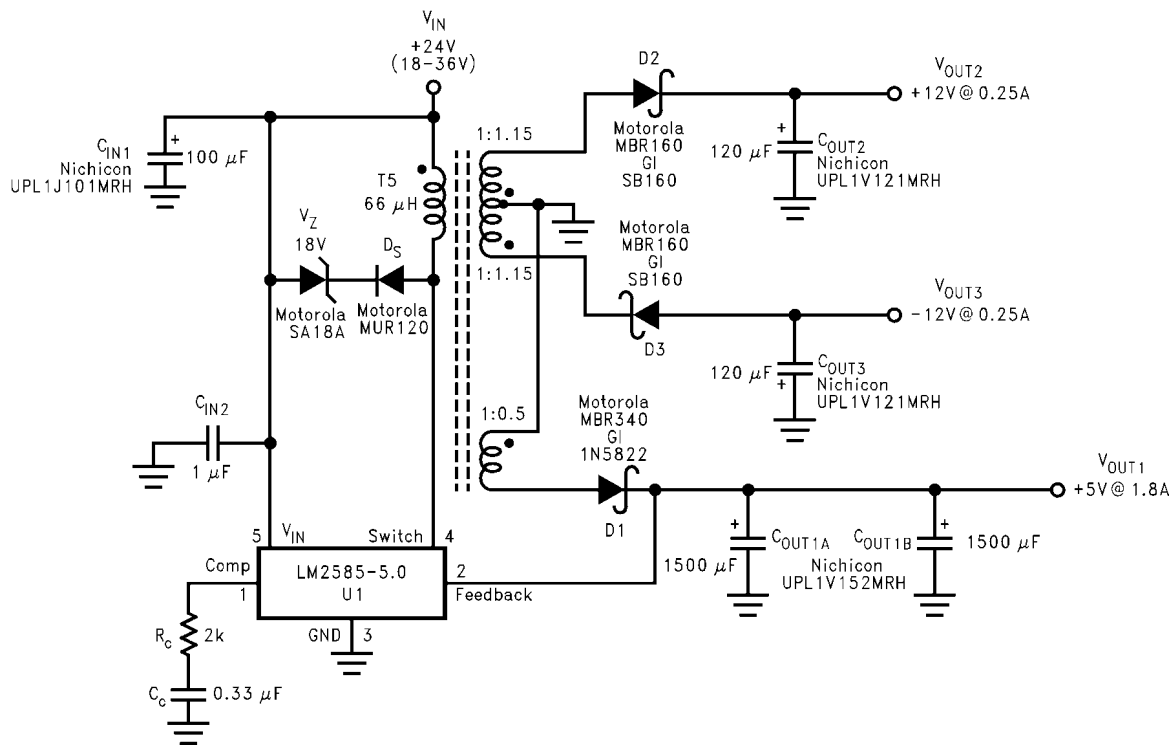 V_IN
+24V
(18-36V)
C_IN1
Nichicon
UPL1J101MRH
+
100 μF
T5
66 μH
1:1.15
1:1.15
D2
Motorola
MBR160
GI
SB160
V_OUT2
+12V @ 0.25A
+
120 μF
C_OUT2
Nichicon
UPL1V121MRH
V_Z
18V
Motorola
SA18A
D_S
Motorola
MUR120
Motorola
MBR160
GI
SB160
D3
V_OUT3
-12V @ 0.25A
120 μF
+
C_OUT3
Nichicon
UPL1V121MRH
C_IN2
1 μF
1:0.5
Motorola
MBR340
GI
1N5822
D1
V_OUT1
+5V @ 1.8A
+
1500 μF
C_OUT1A
C_OUT1B
Nichicon
UPL1V152MRH
+
1500 μF
5
V_IN
Switch
4
Comp
1
LM2585-5.0
U1
2
Feedback
GND
3
R_c
2k
C_c
0.33 μF